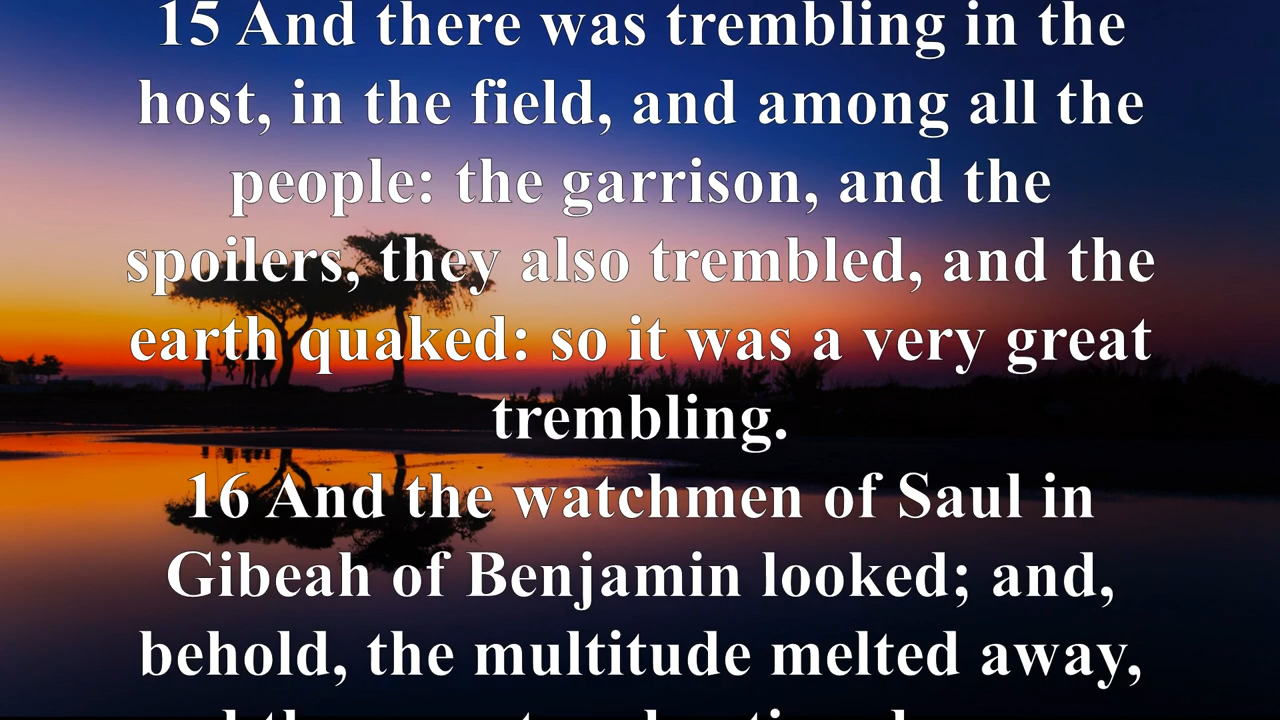 15 And there was trembling in the
host, in the field, and among all the
people: the garrison, and the
spoilers, they also trembled, and the
earth quaked: so it was a very great
trembling.
16 And the watchmen of Saul in
Gibeah of Benjamin looked; and,
behold, the multitude melted away,